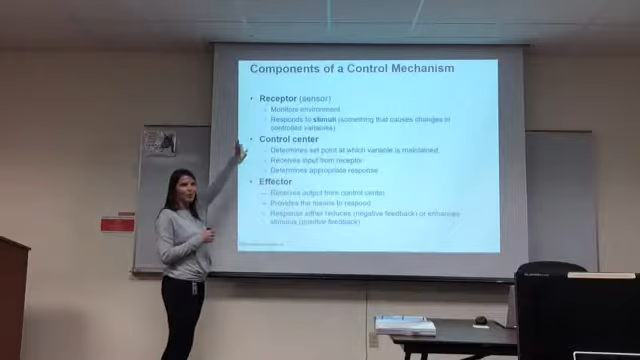 Components of a Control Mechanism
• Receptor (sensor)
– Monitors environment
– Responds to stimuli (something that causes changes in
controlled variables)
• Control center
– Determines set point at which variable is maintained
– Receives input from receptor
– Determines appropriate response
• Effector
– Receives output from control center
– Provides the means to respond
– Response either reduces (negative feedback) or enhances
stimulus (positive feedback)